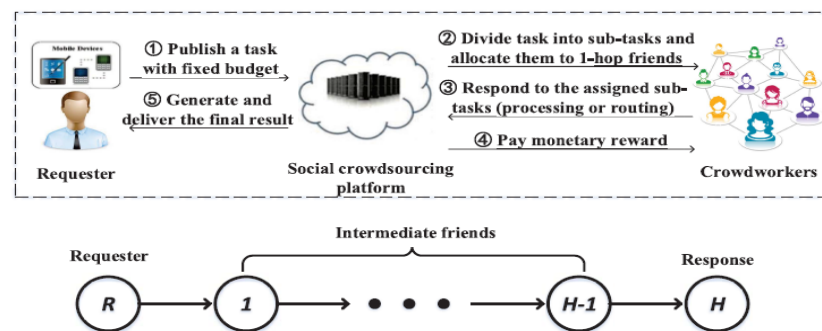 Mobile Devices
① Publish a task
with fixed budget
⑤ Generate and
deliver the final result
② Divide task into sub-tasks and
allocate them to 1-hop friends
③ Respond to the assigned sub-
tasks (processing or routing)
④ Pay monetary reward
Requester
Social crowdsourcing
platform
Crowdworkers
Intermediate friends
Requester
Response
R
1
H-1
H